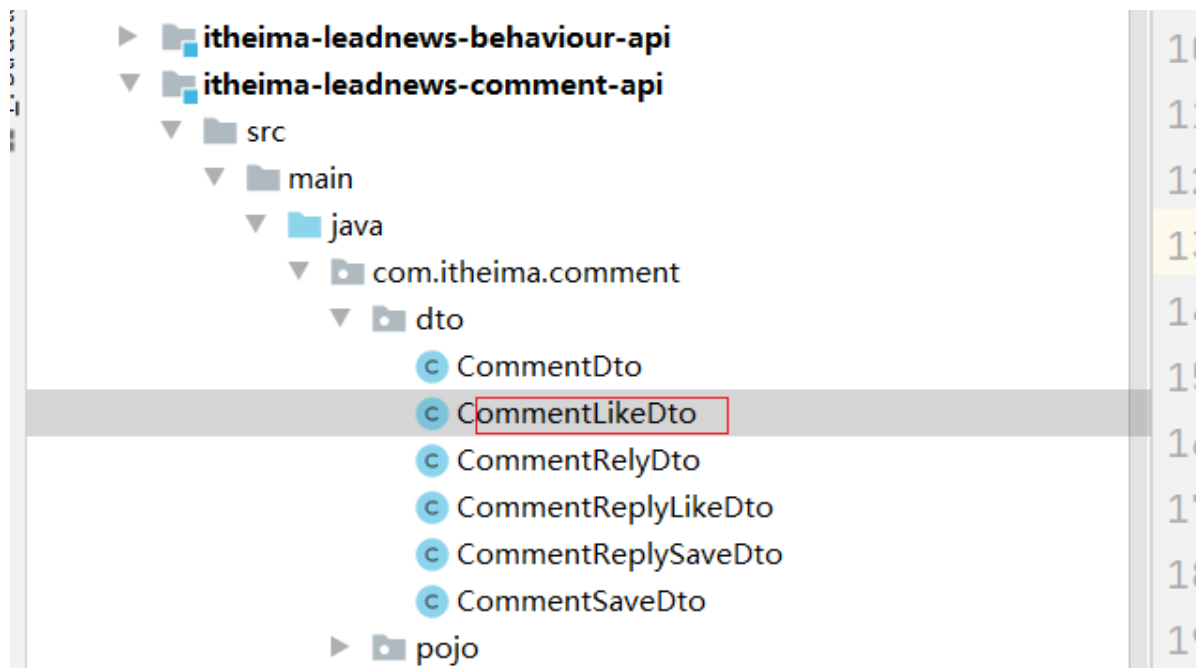 itheima-leadnews-behaviour-api
itheima-leadnews-comment-api
src
main
java
com.itheima.comment
dto
CommentDto
CommentLikeDto
CommentRelyDto
CommentReplyLikeDto
CommentReplySaveDto
CommentSaveDto
pojo